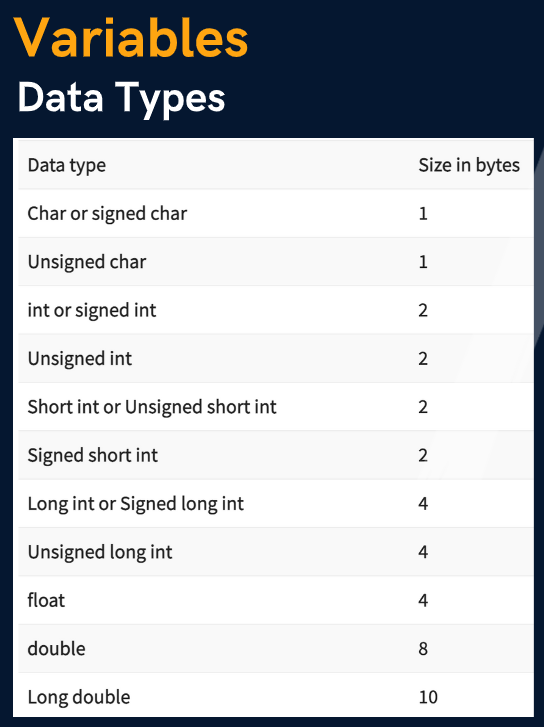 Variables
Data Types
Data type Size in bytes
Char or signed char 1
Unsigned char 1
int or signed int 2
Unsigned int 2
Short int or Unsigned short int 2
Signed short int 2
Long int or Signed long int 4
Unsigned long int 4
float 4
double 8
Long double 10